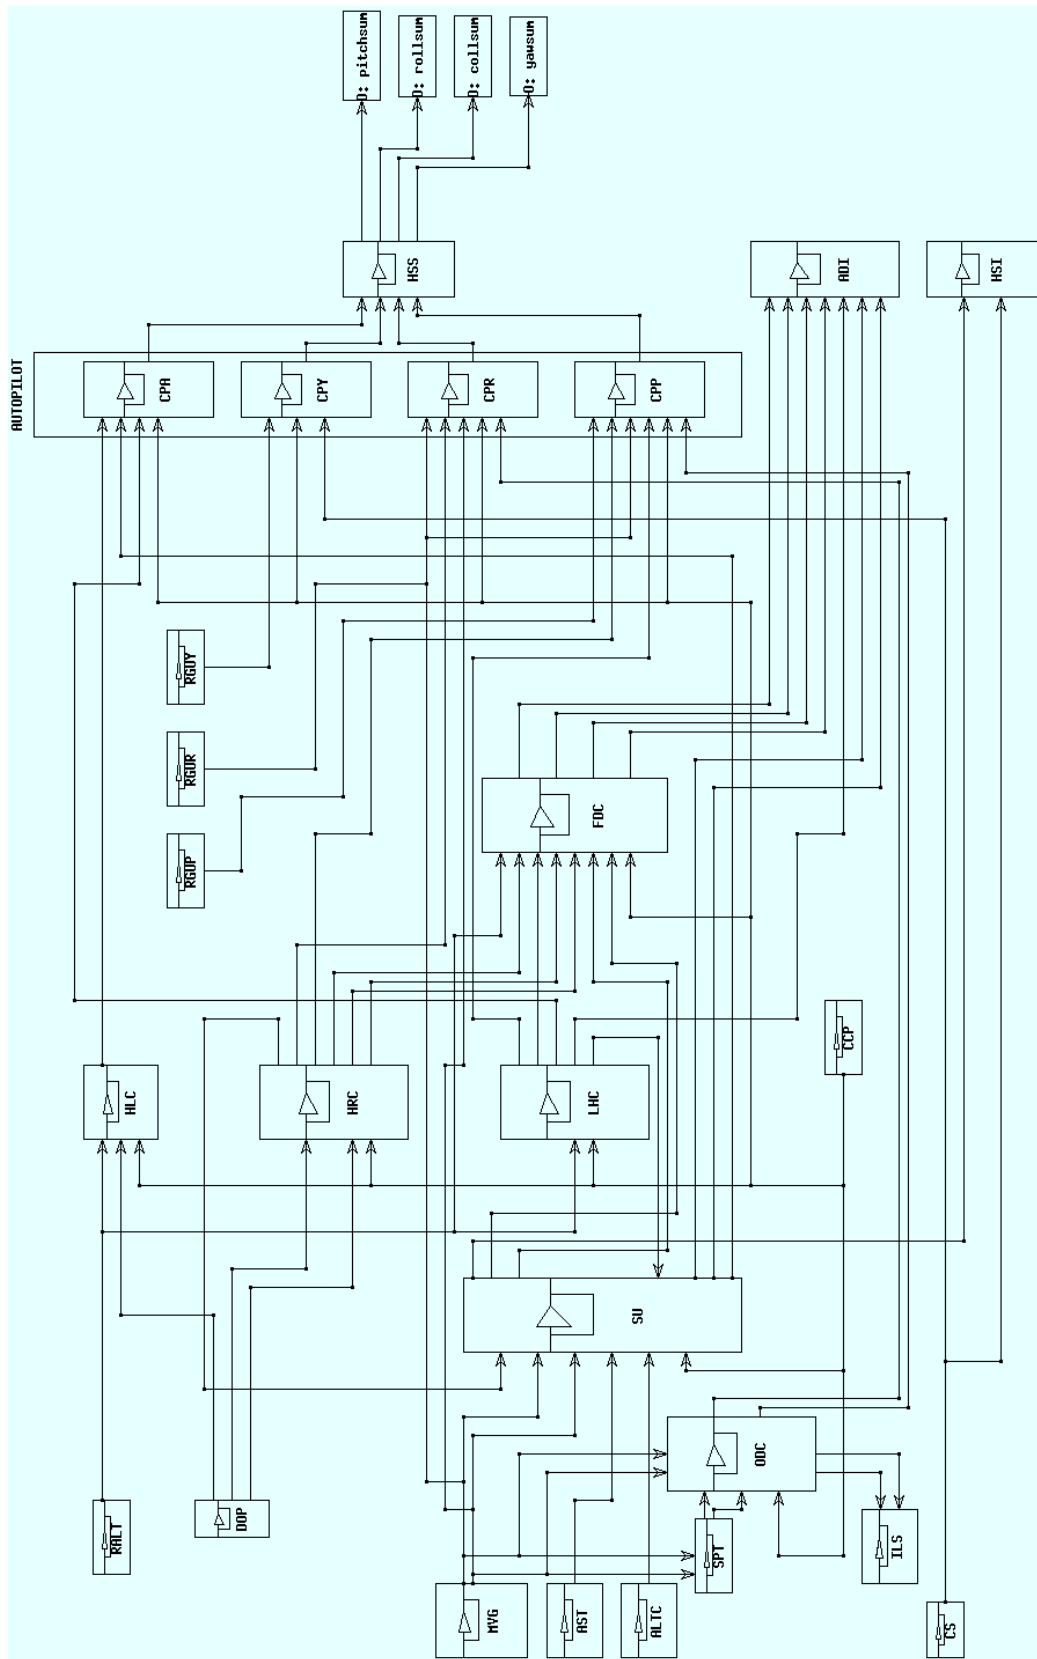 O: pitchsum
O: rollsum
O: collsum
O: yawsum
HSS
ADI
HSI
AUTOPILOT
CPA
CPY
CPR
CPP
RGUY
RGUR
RGUP
FDC
CCP
HLC
HRC
LHC
SU
ODC
RALT
DOP
SPT
ILS
MYG
AST
ALTC
CS